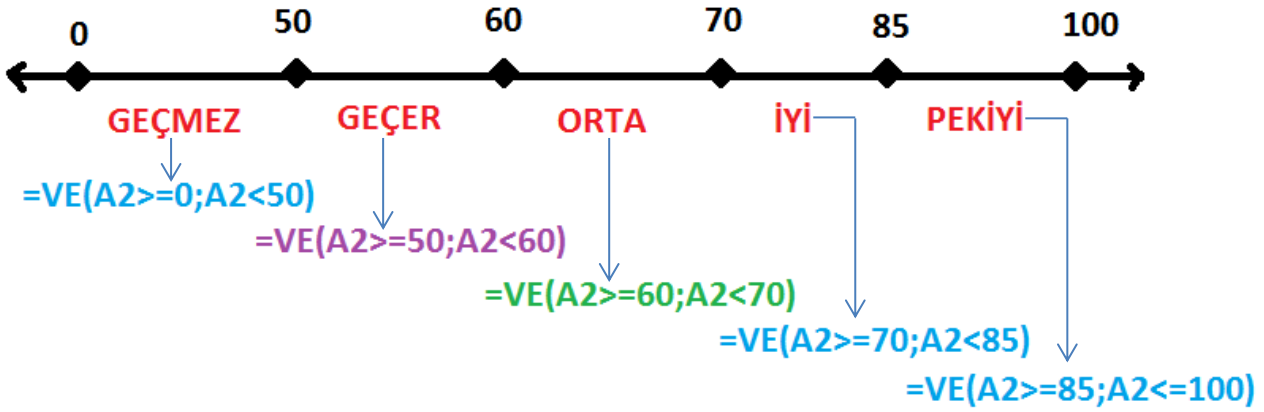 0 50 60 70 85 100
GEÇMEZ GEÇER ORTA İYİ PEKİYİ
=VE(A2>=0;A2<50)
=VE(A2>=50;A2<60)
=VE(A2>=60;A2<70)
=VE(A2>=70;A2<85)
=VE(A2>=85;A2<=100)